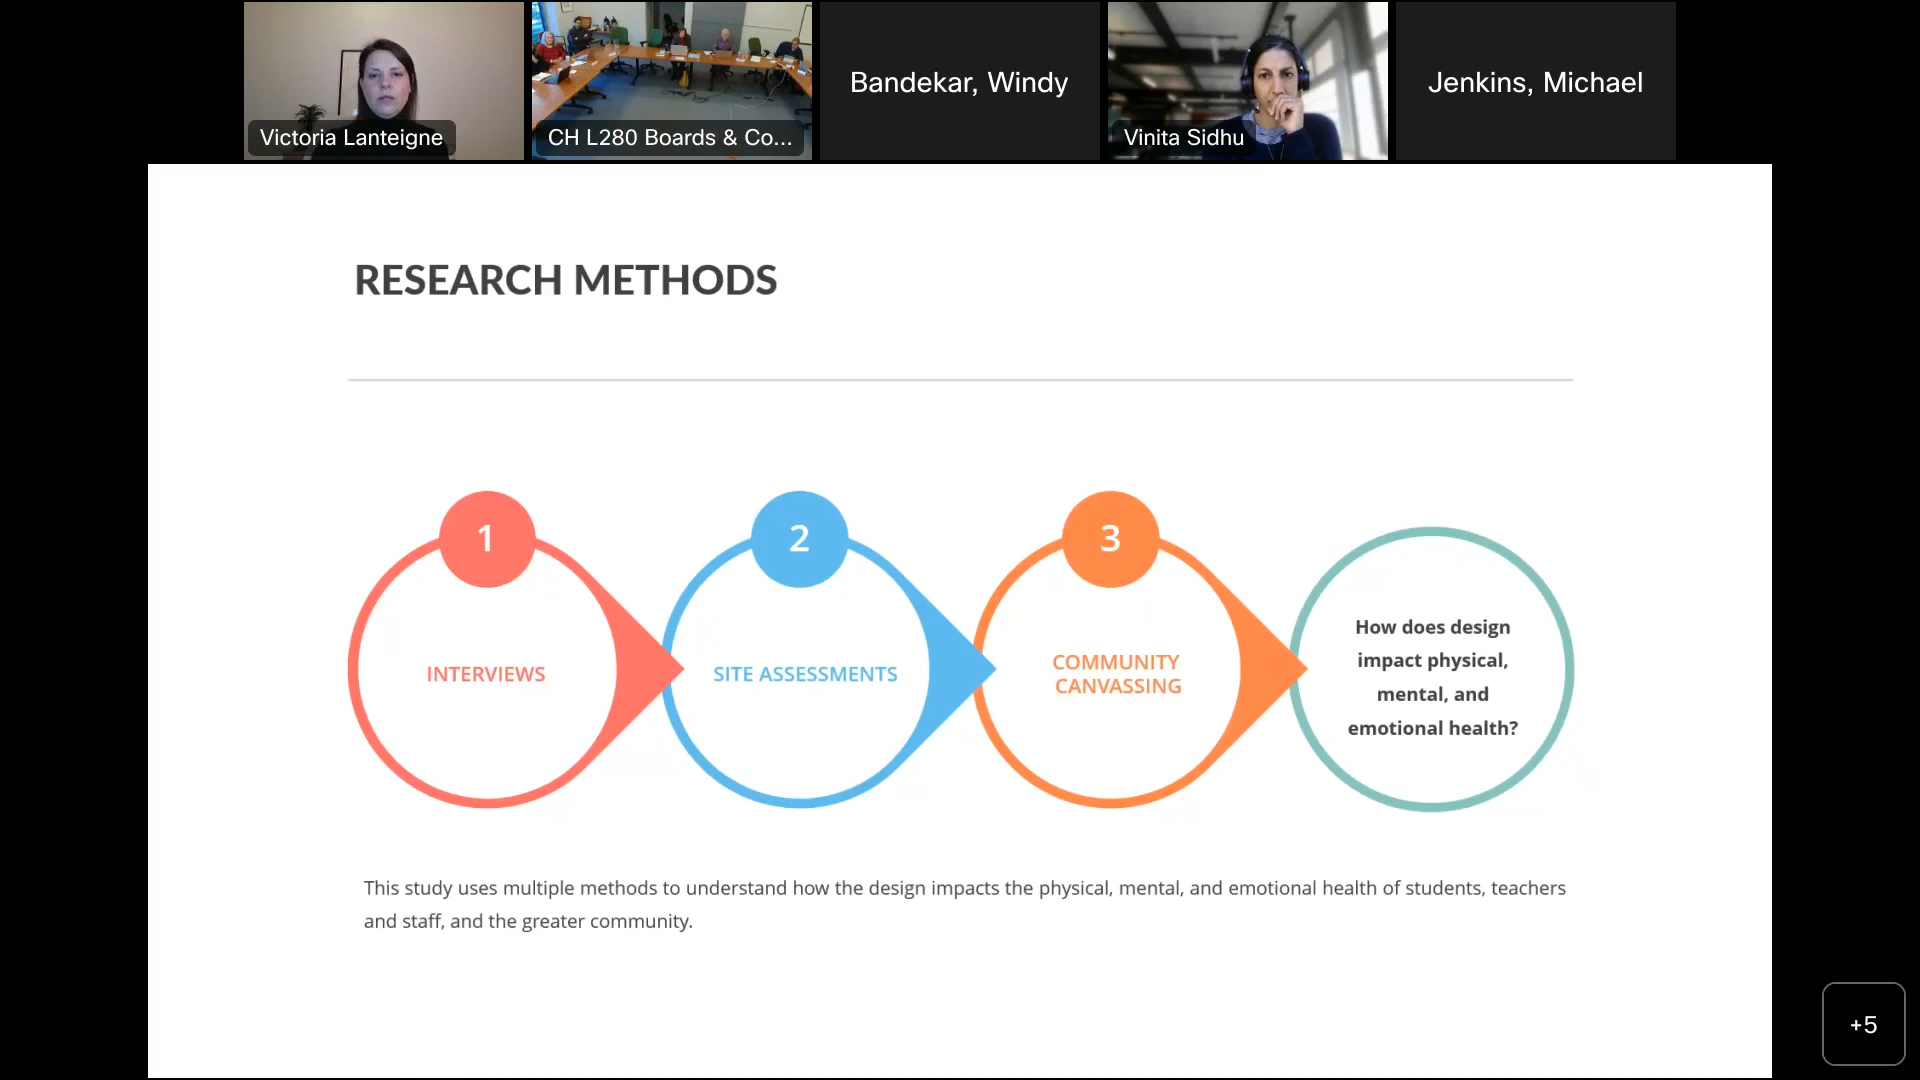 Victoria Lanteigne
CH L280 Boards & Co...
Bandekar, Windy
Vinita Sidhu
Jenkins, Michael
RESEARCH METHODS
1
INTERVIEWS
2
SITE ASSESSMENTS
3
COMMUNITY
CANVASSING
How does design
impact physical,
mental, and
emotional health?
This study uses multiple methods to understand how the design impacts the physical, mental, and emotional health of students, teachers
and staff, and the greater community.
+5